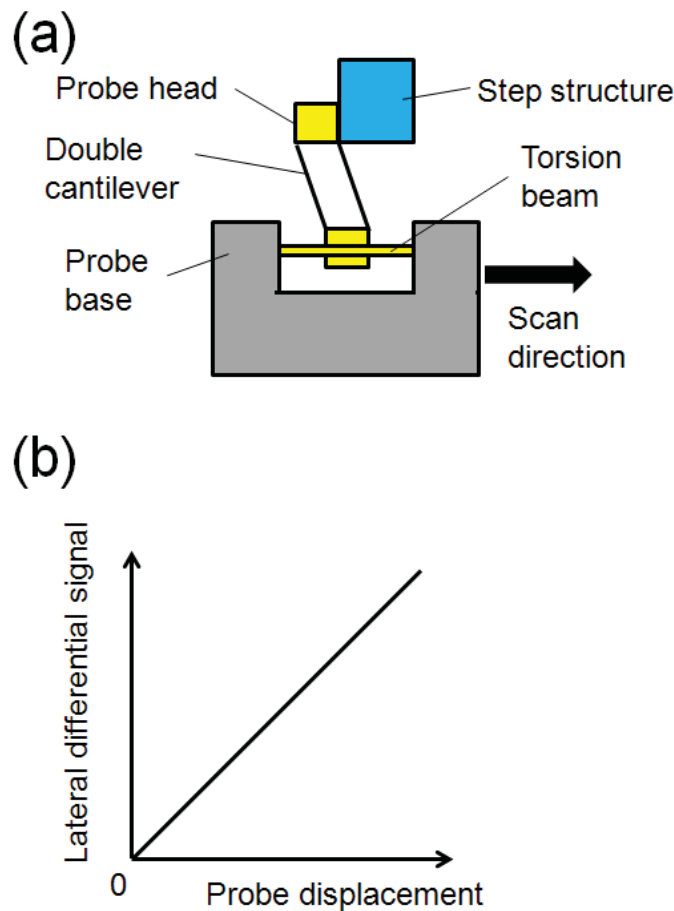 (a)
Probe head
Step structure
Double
cantilever
Torsion
beam
Probe
base
Scan
direction
(b)
Lateral differential signal
0
Probe displacement